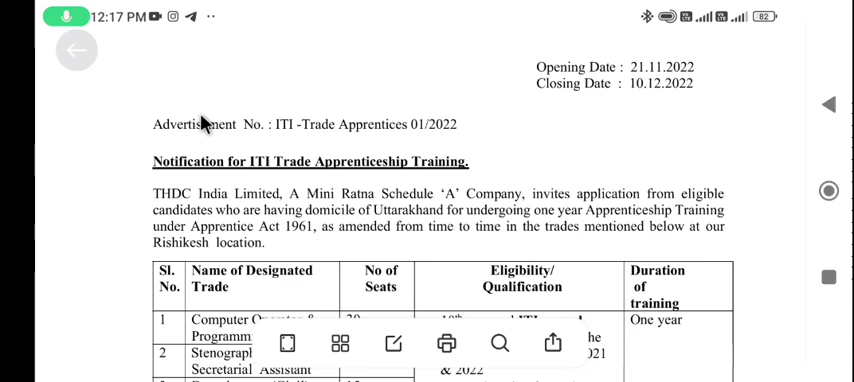 12:17 PM
82
Opening Date : 21.11.2022
Closing Date : 10.12.2022
Advertisement No. : ITI -Trade Apprentices 01/2022
Notification for ITI Trade Apprenticeship Training.
THDC India Limited, A Mini Ratna Schedule ‘A’ Company, invites application from eligible
candidates who are having domicile of Uttarakhand for undergoing one year Apprenticeship Training
under Apprentice Act 1961, as amended from time to time in the trades mentioned below at our
Rishikesh location.
Sl. No. Name of Designated Trade No of Seats Eligibility/ Qualification Duration of training
1 Computer One year
2
Secretarial Assistant & 2022